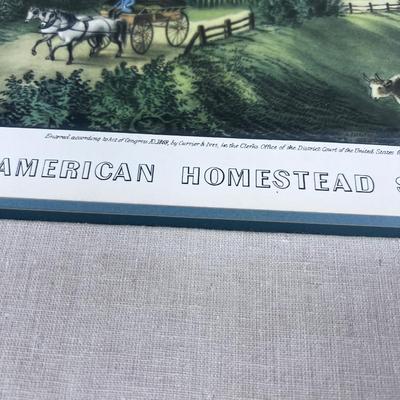 Entered according to Act of Congress AD. 1869, by Currier & Ives, in the Clerks Office of the District Court of the United States
AMERICAN HOMESTEAD S